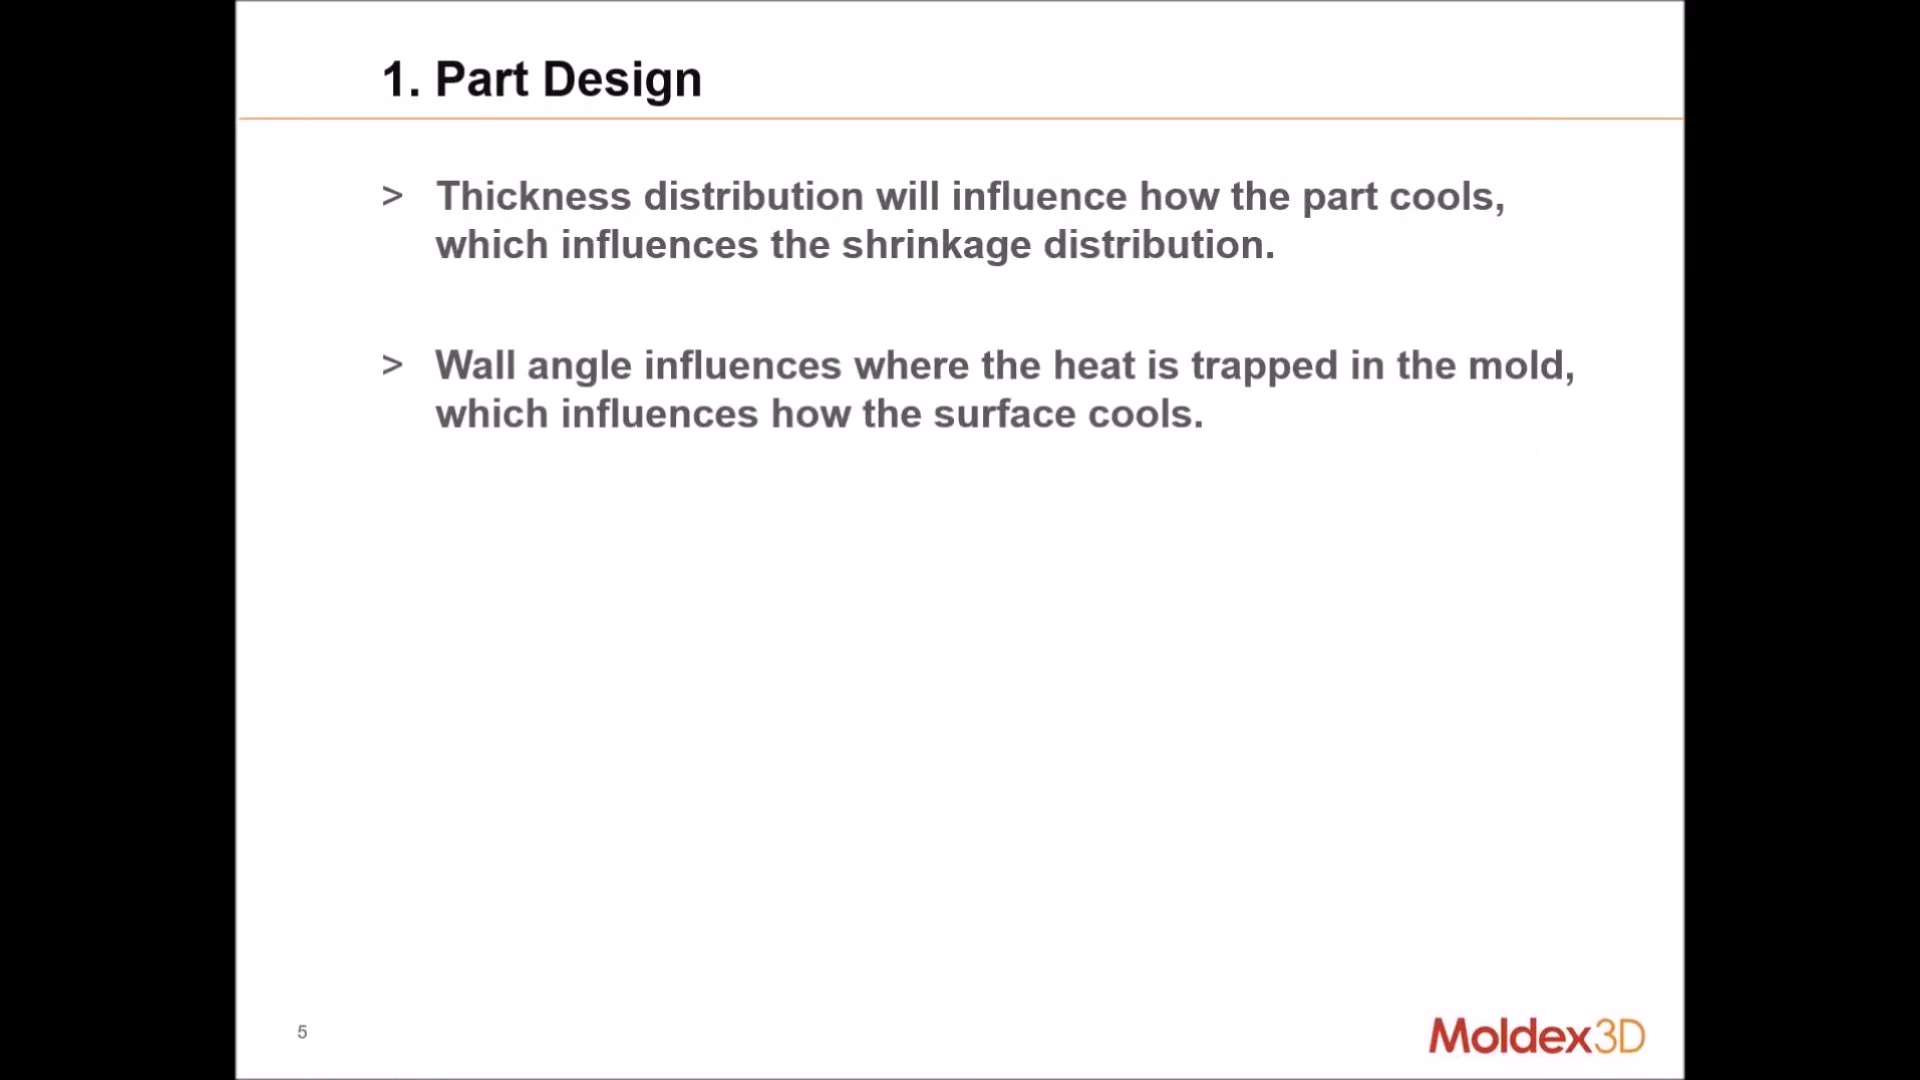 1. Part Design
> Thickness distribution will influence how the part cools,
which influences the shrinkage distribution.
> Wall angle influences where the heat is trapped in the mold,
which influences how the surface cools.
5
Moldex3D